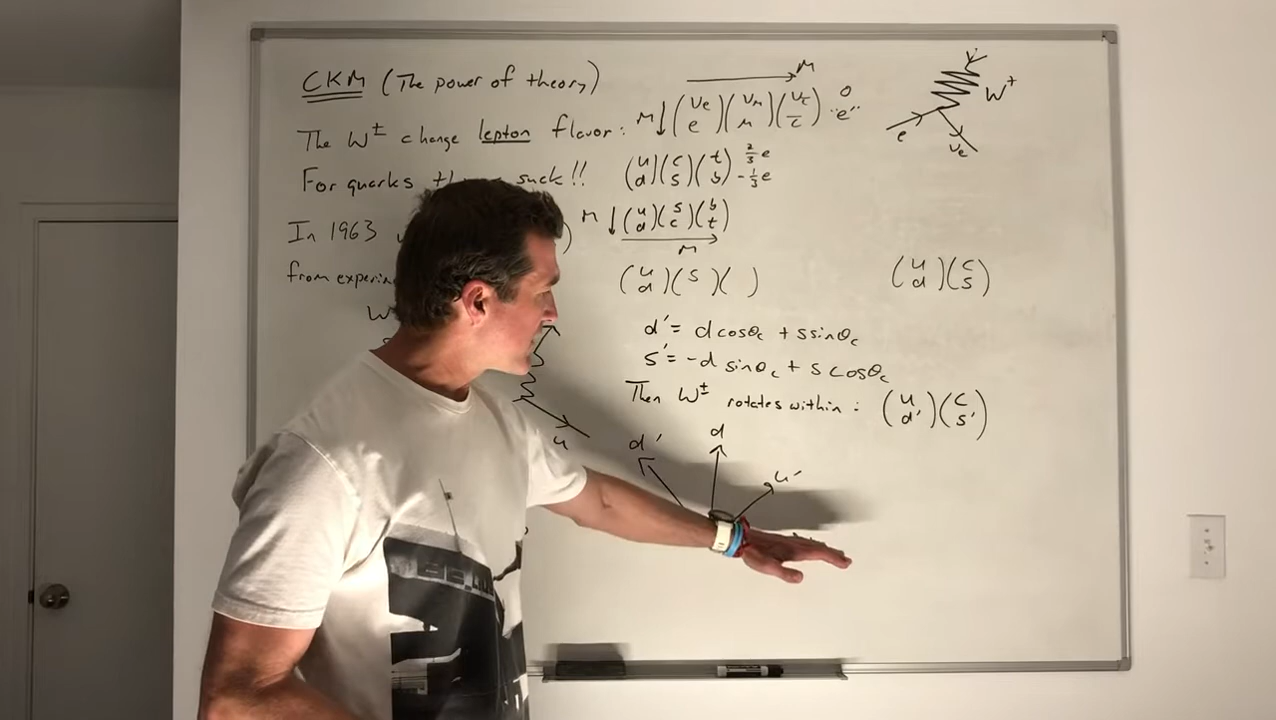 CKM (The power of theory)
The W± change lepton flavor: M↓(νe e)(νμ μ)(ντ τ) 0 "e"
M
For quarks suck!! (u d)(c s)(t b) 2/3 e -1/3 e
In 1963 ) M↓(u d)(s c)(b t)
M
from (u d)(s )( )
(u d)(c s)
d' = d cosθc + s sinθc
s' = -d sinθc + s cosθc
Then W± rotates within: (u d')(c s')
W
u
d'
d
u'
W+
e
νe